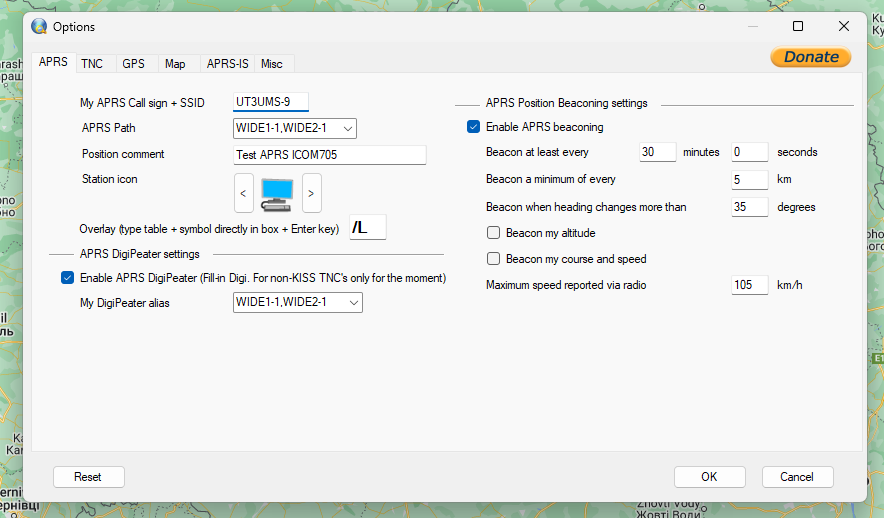 Options
Donate
APRS TNC GPS Map APRS-IS Misc
My APRS Call sign + SSID UT3UMS-9
APRS Path WIDE1-1,WIDE2-1
Position comment Test APRS ICOM705
Station icon < >
Overlay (type table + symbol directly in box + Enter key) /L
APRS DigiPeater settings
Enable APRS DigiPeater (Fill-in Digi. For non-KISS TNC's only for the moment)
My DigiPeater alias WIDE1-1,WIDE2-1
APRS Position Beaconing settings
Enable APRS beaconing
Beacon at least every 30 minutes 0 seconds
Beacon a minimum of every 5 km
Beacon when heading changes more than 35 degrees
Beacon my altitude
Beacon my course and speed
Maximum speed reported via radio 105 km/h
Reset OK Cancel
Zhovti Vody
Жовті Води